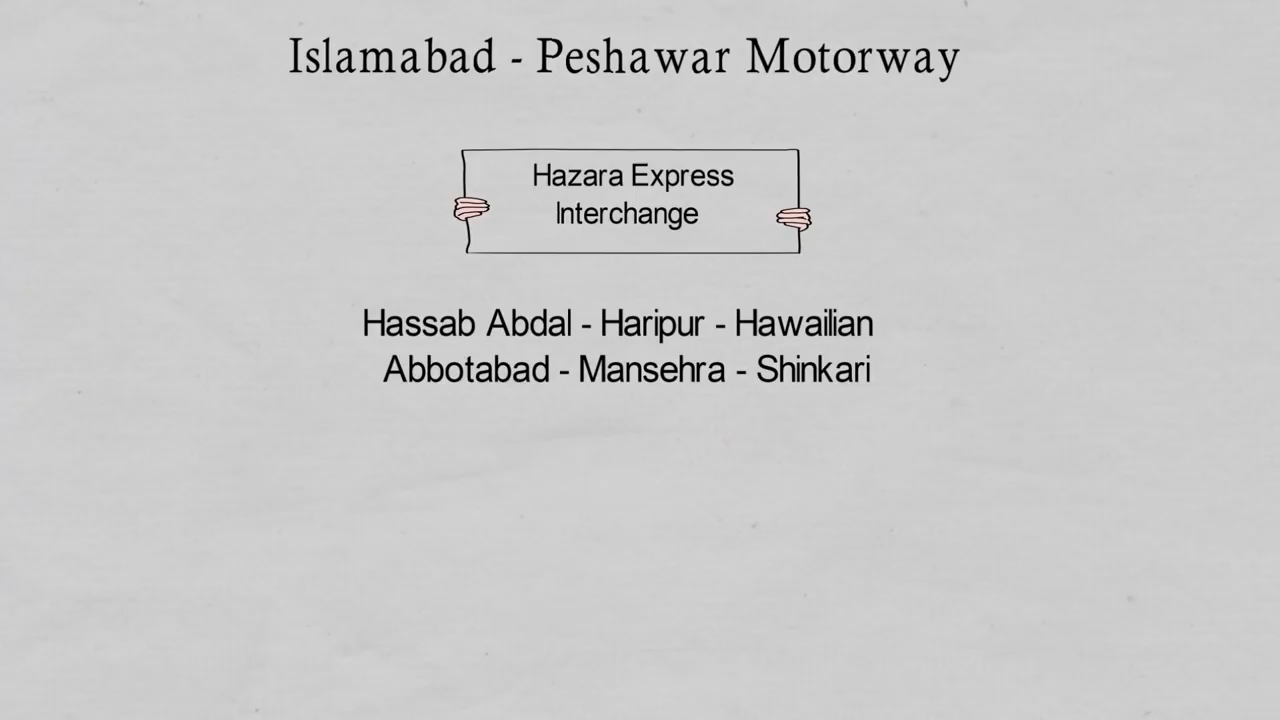 Islamabad - Peshawar Motorway
Hazara Express
Interchange
Hassab Abdal - Haripur - Hawailian
Abbotabad - Mansehra - Shinkari